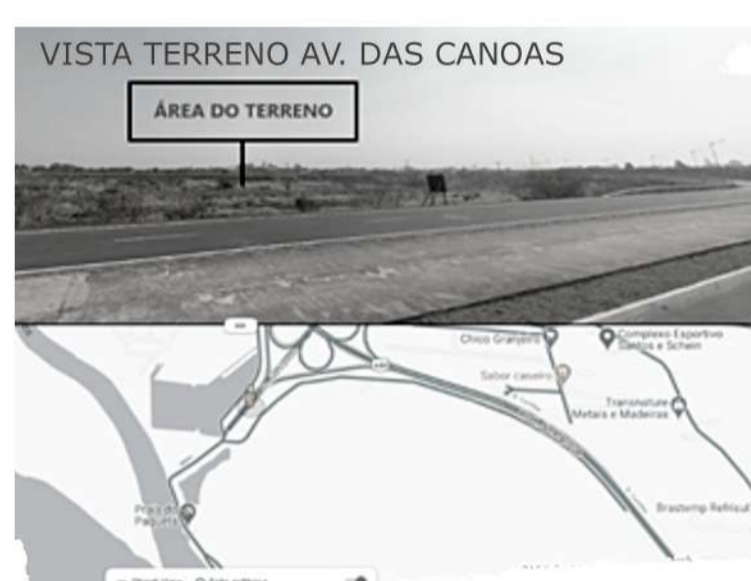 VISTA TERRENO AV. DAS CANOAS
ÁREA DO TERRENO
Chico Granjeiro
Complexo Esportivo
Santos e Schein
Sabor caseiro
Transnature
Metais e Madeiras
Praia do
Paquetá
Brastemp Refrisul